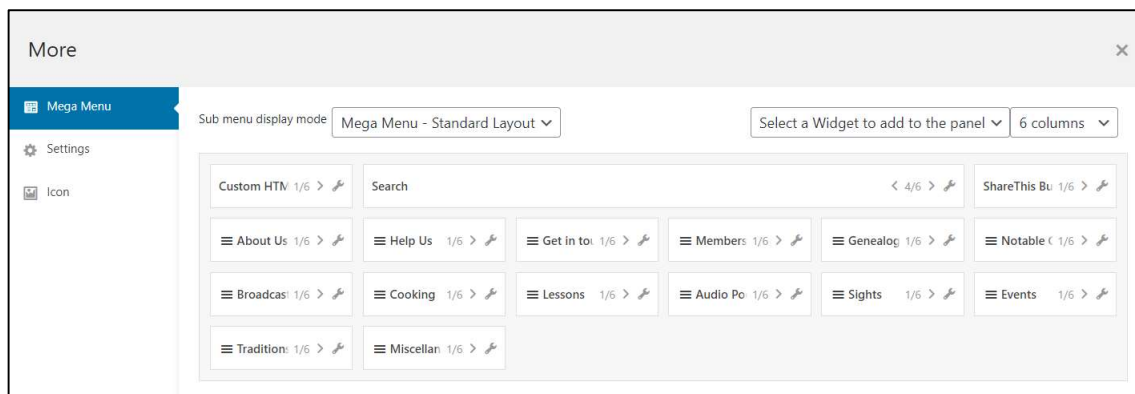 More
Mega Menu
Settings
Icon
Sub menu display mode Mega Menu - Standard Layout Select a Widget to add to the panel 6 columns
Custom HTM 1/6 Search 4/6 ShareThis Bu 1/6
About Us 1/6 Help Us 1/6 Get in tou 1/6 Members 1/6 Genealog 1/6 Notable 1/6
Broadcast 1/6 Cooking 1/6 Lessons 1/6 Audio Po 1/6 Sights 1/6 Events 1/6
Traditions 1/6 Miscellan 1/6